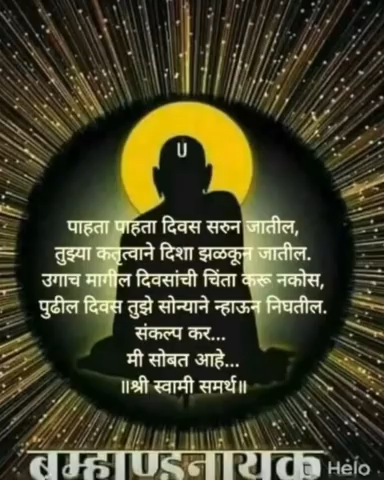 पाहता पाहता दिवस सरुन जातील,
तुझ्या कतृत्वाने दिशा झळकून जातील.
उगाच मागील दिवसांची चिंता करू नकोस,
पुढील दिवस तुझे सोन्याने न्हाऊन निघतील.
संकल्प कर...
मी सोबत आहे...
॥श्री स्वामी समर्थ॥
ब्रम्हाण्डनायक
Helo